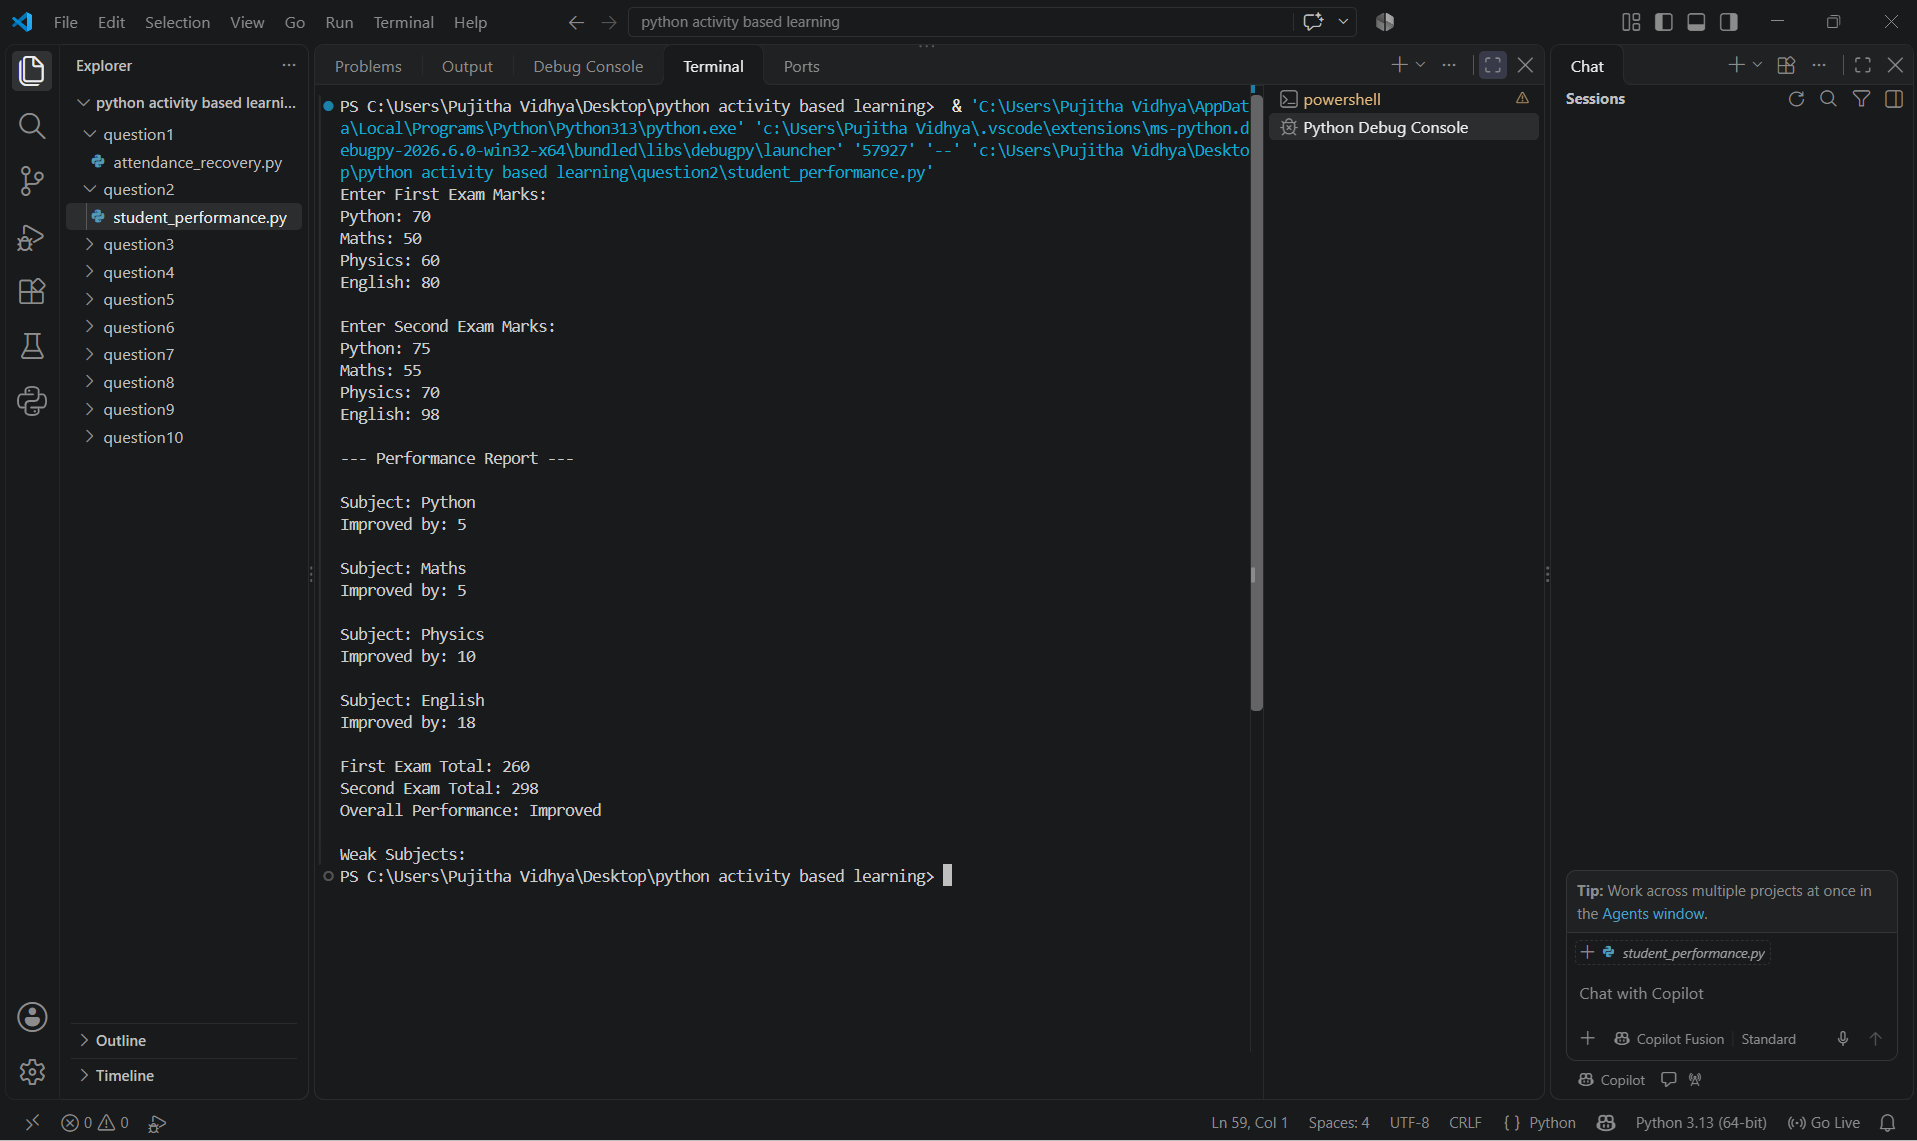 File Edit Selection View Go Run Terminal Help
python activity based learning
Explorer
python activity based learni...
question1
attendance_recovery.py
question2
student_performance.py
question3
question4
question5
question6
question7
question8
question9
question10
Outline
Timeline
Problems Output Debug Console Terminal Ports
PS C:\Users\Pujitha Vidhya\Desktop\python activity based learning>  & 'C:\Users\Pujitha Vidhya\AppDat
a\Local\Programs\Python\Python313\python.exe' 'c:\Users\Pujitha Vidhya\.vscode\extensions\ms-python.d
ebugpy-2026.6.0-win32-x64\bundled\libs\debugpy\launcher' '57927' '--' 'c:\Users\Pujitha Vidhya\Deskto
p\python activity based learning\question2\student_performance.py'
Enter First Exam Marks:
Python: 70
Maths: 50
Physics: 60
English: 80
Enter Second Exam Marks:
Python: 75
Maths: 55
Physics: 70
English: 98
--- Performance Report ---
Subject: Python
Improved by: 5
Subject: Maths
Improved by: 5
Subject: Physics
Improved by: 10
Subject: English
Improved by: 18
First Exam Total: 260
Second Exam Total: 298
Overall Performance: Improved
Weak Subjects:
PS C:\Users\Pujitha Vidhya\Desktop\python activity based learning>
powershell
Python Debug Console
Chat
Sessions
Tip: Work across multiple projects at once in
the Agents window.
student_performance.py
Chat with Copilot
Copilot Fusion Standard
Copilot
0 0
Ln 59, Col 1 Spaces: 4 UTF-8 CRLF { } Python Python 3.13 (64-bit) Go Live